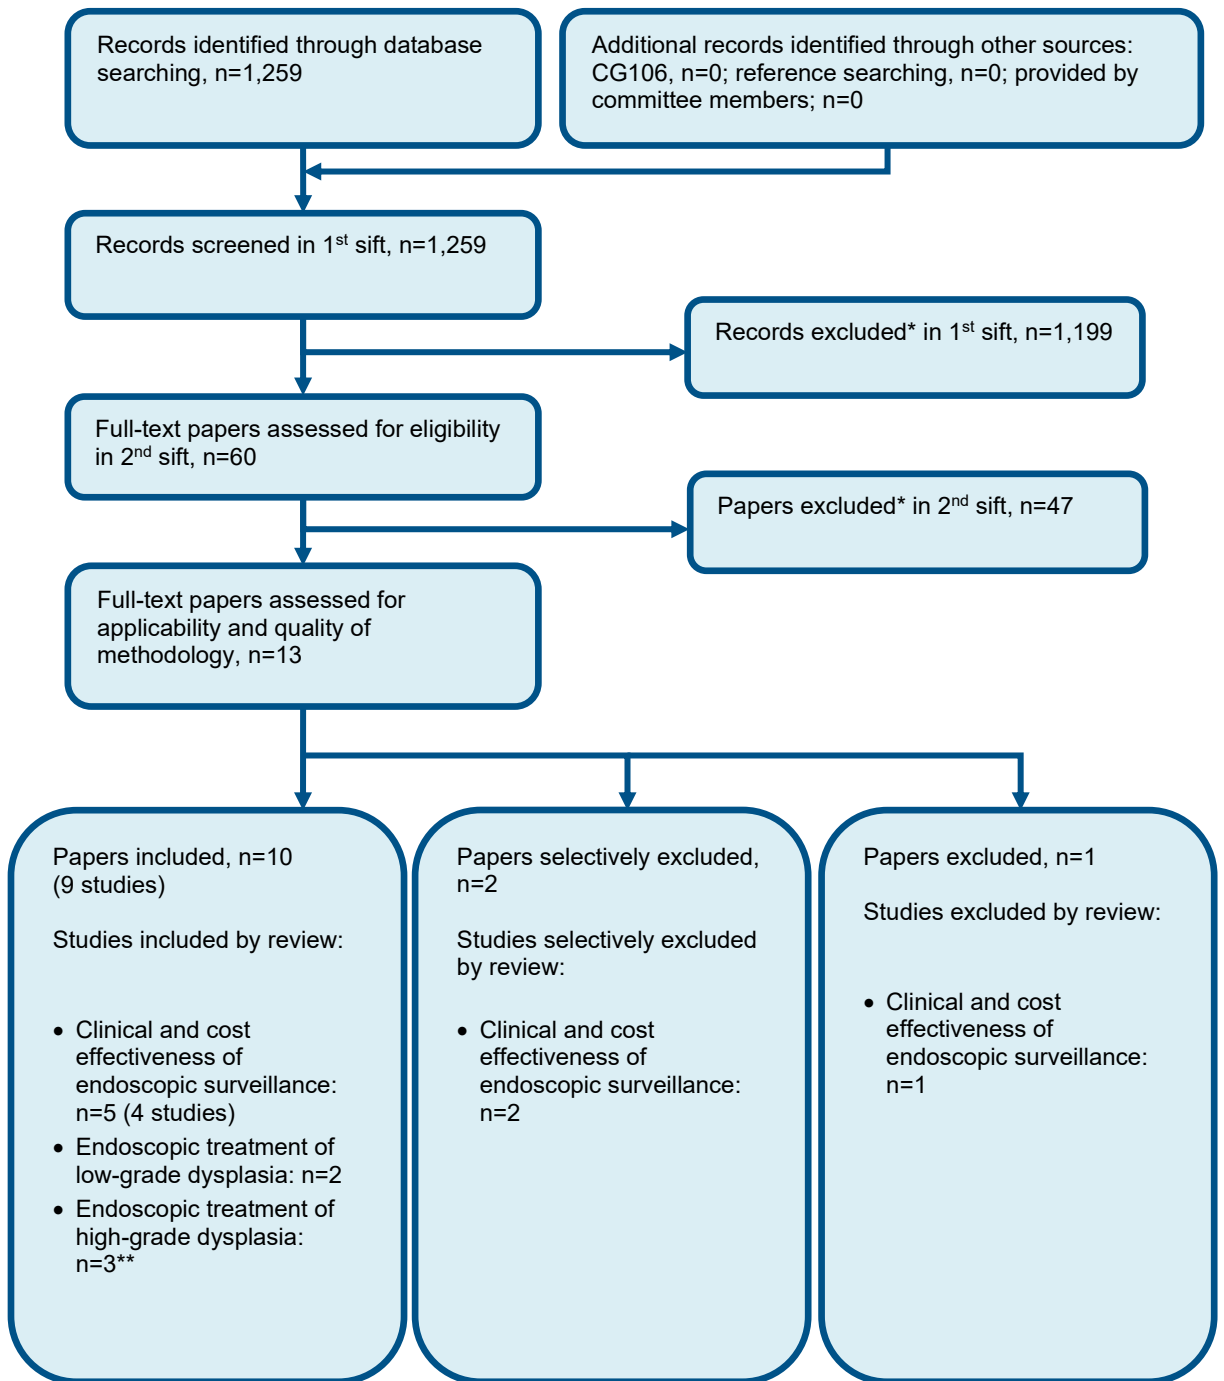 Records identified through database
searching, n=1,259
Additional records identified through other sources:
CG106, n=0; reference searching, n=0; provided by
committee members; n=0
Records screened in 1st sift, n=1,259
Records excluded* in 1st sift, n=1,199
Full-text papers assessed for eligibility
in 2nd sift, n=60
Papers excluded* in 2nd sift, n=47
Full-text papers assessed for
applicability and quality of
methodology, n=13
Papers included, n=10
(9 studies)
Studies included by review:
• Clinical and cost
effectiveness of
endoscopic surveillance:
n=5 (4 studies)
• Endoscopic treatment of
low-grade dysplasia: n=2
• Endoscopic treatment of
high-grade dysplasia:
n=3**
Papers selectively excluded,
n=2
Studies selectively excluded
by review:
• Clinical and cost
effectiveness of
endoscopic surveillance:
n=2
Papers excluded, n=1
Studies excluded by review:
• Clinical and cost
effectiveness of
endoscopic surveillance:
n=1